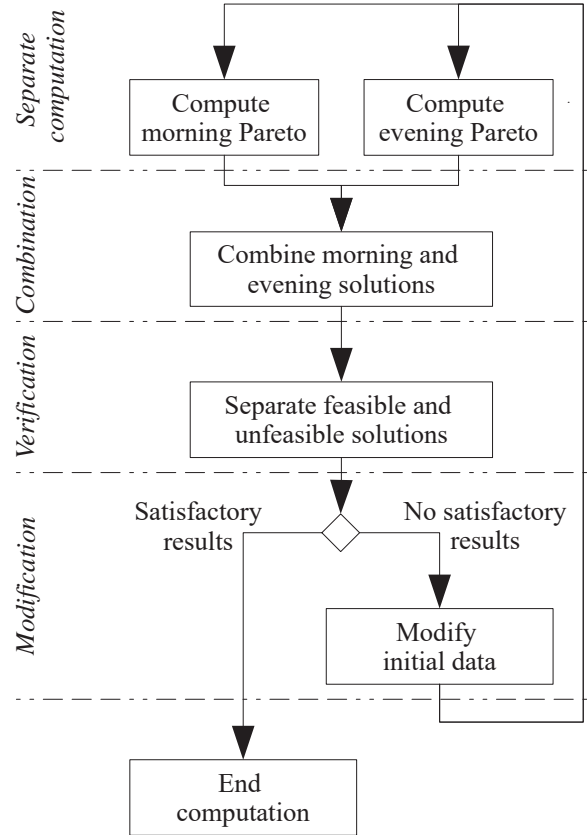 Separate
computation
Compute
morning Pareto
Compute
evening Pareto
Combination
Combine morning and
evening solutions
Verification
Separate feasible and
unfeasible solutions
Modification
Satisfactory
results
No satisfactory
results
Modify
initial data
End
computation